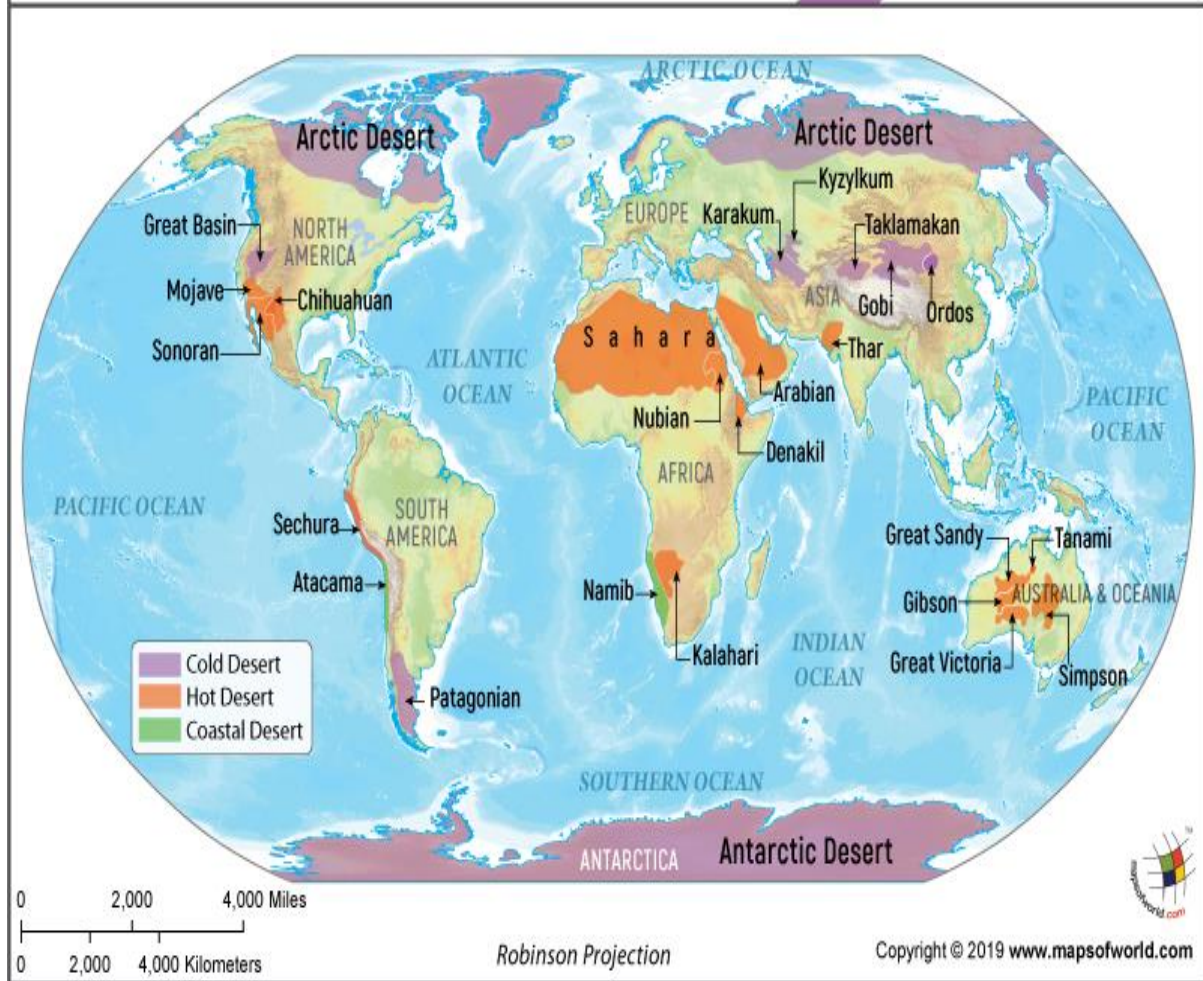 ARCTIC OCEAN
Arctic Desert
Arctic Desert
Kyzylkum
Great Basin
NORTH
AMERICA
EUROPE
Karakum
Taklamakan
Mojave
Chihuahuan
ASIA
Gobi
Ordos
Sonoran
Sahara
Thar
ATLANTIC
OCEAN
Arabian
Nubian
Denakil
PACIFIC
OCEAN
AFRICA
PACIFIC OCEAN
SOUTH
AMERICA
Sechura
Atacama
Namib
Kalahari
Great Sandy
Tanami
Gibson
AUSTRALIA & OCEANIA
Great Victoria
Simpson
INDIAN
OCEAN
Cold Desert
Hot Desert
Coastal Desert
Patagonian
SOUTHERN OCEAN
ANTARCTICA
Antarctic Desert
0 2,000 4,000 Miles
0 2,000 4,000 Kilometers
Robinson Projection
mapsofworld.com
Copyright © 2019 www.mapsofworld.com